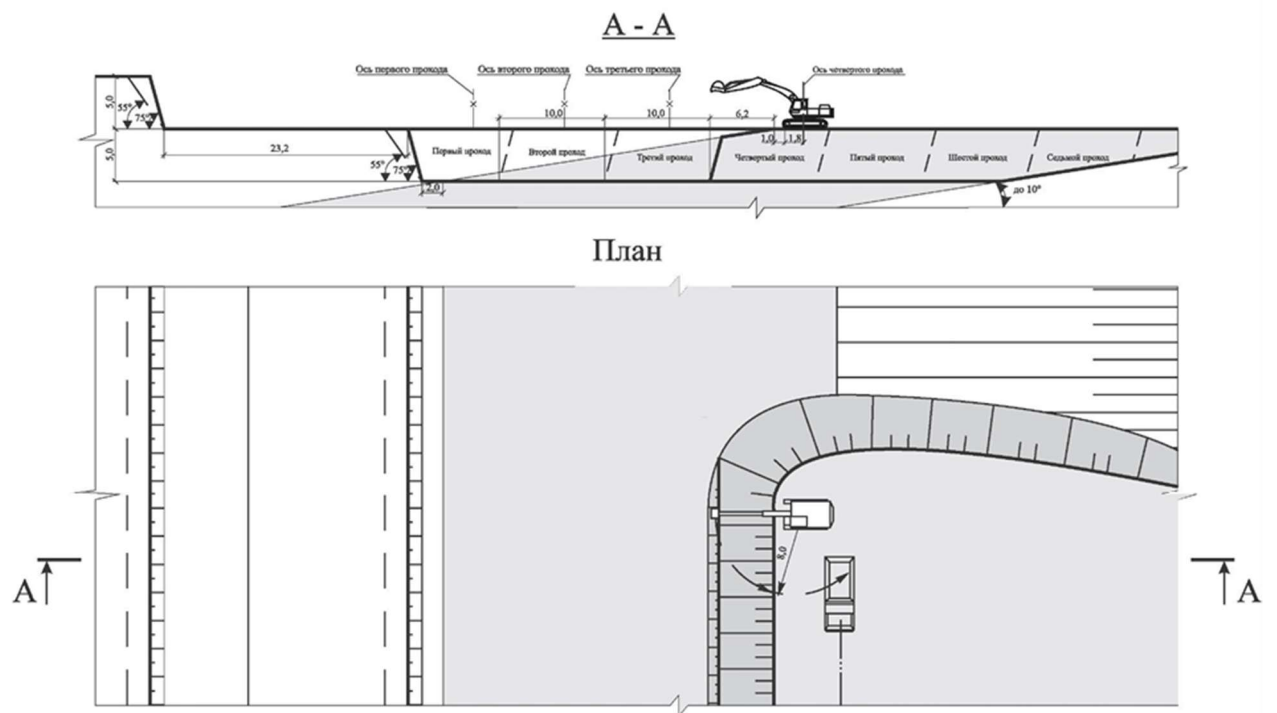 А - А
Ось первого прохода
Ось второго прохода
Ось третьего прохода
Ось четвертого прохода
5,0
55°
75°
10,0
10,0
6,2
1,0
1,8
5,0
23,2
55°
75°
Первый проход
Второй проход
Третий проход
Четвертый проход
Пятый проход
Шестой проход
Седьмой проход
2,0
до 10°
План
8,0
А
А